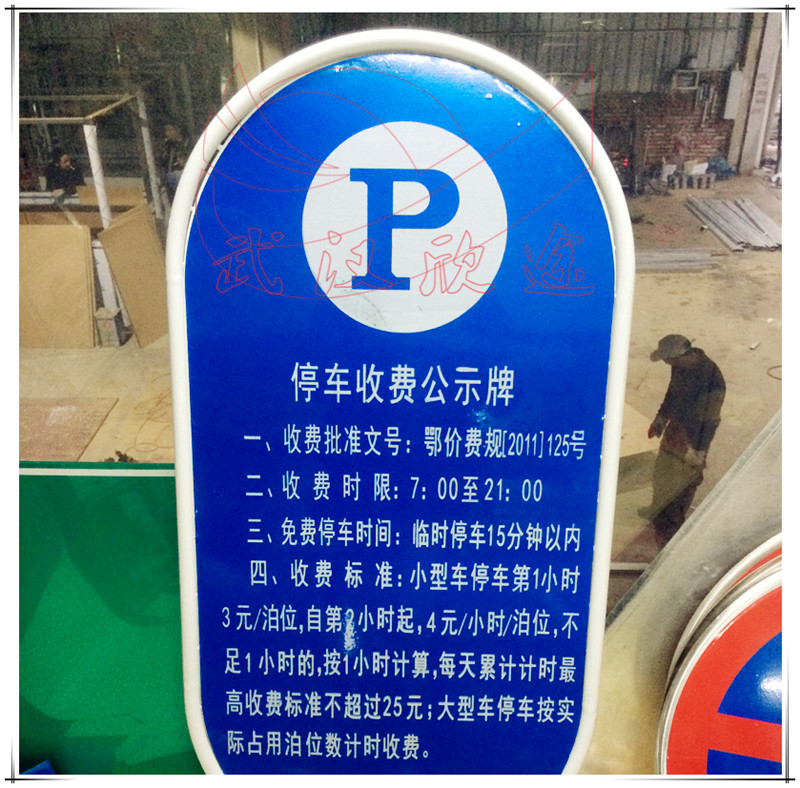 P
武汉欣途
停车收费公示牌
一、收费批准文号：鄂价费规[2011]125号
二、收费时限：7：00至21：00
三、免费停车时间：临时停车15分钟以内
四、收费标准：小型车停车第1小时
3元/泊位,自第2小时起,4元/小时/泊位,不
足1小时的,按1小时计算,每天累计计时最
高收费标准不超过25元；大型车停车按实
际占用泊位数计时收费。